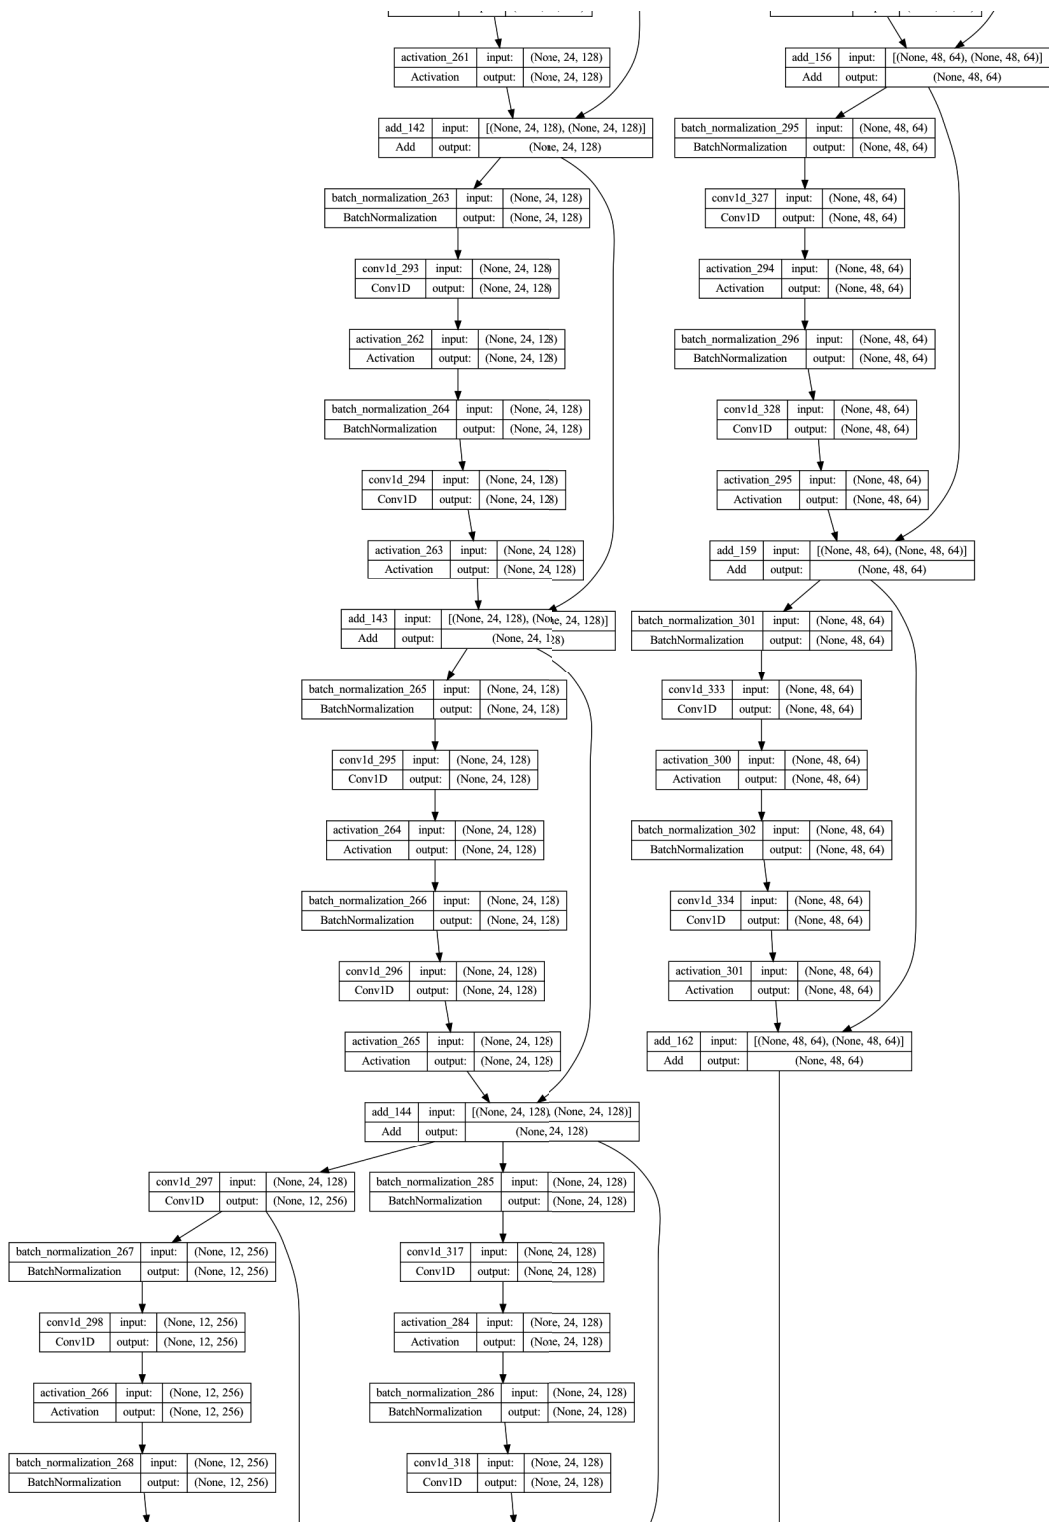 activation_261 input: (None, 24, 128)
Activation output: (None, 24, 128)
add_142 input: [(None, 24, 128), (None, 24, 128)]
Add output: (None, 24, 128)
batch_normalization_263 input: (None, 24, 128)
BatchNormalization output: (None, 24, 128)
conv1d_293 input: (None, 24, 128)
Conv1D output: (None, 24, 128)
activation_262 input: (None, 24, 128)
Activation output: (None, 24, 128)
batch_normalization_264 input: (None, 24, 128)
BatchNormalization output: (None, 24, 128)
conv1d_294 input: (None, 24, 128)
Conv1D output: (None, 24, 128)
activation_263 input: (None, 24, 128)
Activation output: (None, 24, 128)
add_143 input: [(None, 24, 128), (None, 24, 128)]
Add output: (None, 24, 128)
batch_normalization_265 input: (None, 24, 128)
BatchNormalization output: (None, 24, 128)
conv1d_295 input: (None, 24, 128)
Conv1D output: (None, 24, 128)
activation_264 input: (None, 24, 128)
Activation output: (None, 24, 128)
batch_normalization_266 input: (None, 24, 128)
BatchNormalization output: (None, 24, 128)
conv1d_296 input: (None, 24, 128)
Conv1D output: (None, 24, 128)
activation_265 input: (None, 24, 128)
Activation output: (None, 24, 128)
add_144 input: [(None, 24, 128), (None, 24, 128)]
Add output: (None, 24, 128)
conv1d_297 input: (None, 24, 128)
Conv1D output: (None, 12, 256)
batch_normalization_267 input: (None, 12, 256)
BatchNormalization output: (None, 12, 256)
conv1d_298 input: (None, 12, 256)
Conv1D output: (None, 12, 256)
activation_266 input: (None, 12, 256)
Activation output: (None, 12, 256)
batch_normalization_268 input: (None, 12, 256)
BatchNormalization output: (None, 12, 256)
batch_normalization_285 input: (None, 24, 128)
BatchNormalization output: (None, 24, 128)
conv1d_317 input: (None, 24, 128)
Conv1D output: (None, 24, 128)
activation_284 input: (None, 24, 128)
Activation output: (None, 24, 128)
batch_normalization_286 input: (None, 24, 128)
BatchNormalization output: (None, 24, 128)
conv1d_318 input: (None, 24, 128)
Conv1D output: (None, 24, 128)
add_156 input: [(None, 48, 64), (None, 48, 64)]
Add output: (None, 48, 64)
batch_normalization_295 input: (None, 48, 64)
BatchNormalization output: (None, 48, 64)
conv1d_327 input: (None, 48, 64)
Conv1D output: (None, 48, 64)
activation_294 input: (None, 48, 64)
Activation output: (None, 48, 64)
batch_normalization_296 input: (None, 48, 64)
BatchNormalization output: (None, 48, 64)
conv1d_328 input: (None, 48, 64)
Conv1D output: (None, 48, 64)
activation_295 input: (None, 48, 64)
Activation output: (None, 48, 64)
add_159 input: [(None, 48, 64), (None, 48, 64)]
Add output: (None, 48, 64)
batch_normalization_301 input: (None, 48, 64)
BatchNormalization output: (None, 48, 64)
conv1d_333 input: (None, 48, 64)
Conv1D output: (None, 48, 64)
activation_300 input: (None, 48, 64)
Activation output: (None, 48, 64)
batch_normalization_302 input: (None, 48, 64)
BatchNormalization output: (None, 48, 64)
conv1d_334 input: (None, 48, 64)
Conv1D output: (None, 48, 64)
activation_301 input: (None, 48, 64)
Activation output: (None, 48, 64)
add_162 input: [(None, 48, 64), (None, 48, 64)]
Add output: (None, 48, 64)